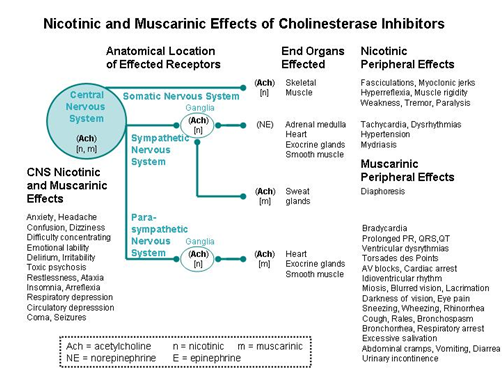 Nicotinic and Muscarinic Effects of Cholinesterase Inhibitors
Anatomical Location
of Effected Receptors
End Organs
Effected
Nicotinic
Peripheral Effects
Central
Nervous
System
(Ach)
[n, m]
Somatic Nervous System
(Ach)
[n]
Skeletal
Muscle
Fasciculations, Myoclonic jerks
Hyperreflexia, Muscle rigidity
Weakness, Tremor, Paralysis
Ganglia
(Ach)
[n]
Sympathetic
Nervous
System
(NE)
Adrenal medulla
Heart
Exocrine glands
Smooth muscle
Tachycardia, Dysrhythmias
Hypertension
Mydriasis
Muscarinic
Peripheral Effects
(Ach)
[m]
Sweat
glands
Diaphoresis
CNS Nicotinic
and Muscarinic
Effects
Anxiety, Headache
Confusion, Dizziness
Difficulty concentrating
Emotional lability
Delirium, Irritability
Toxic psychosis
Restlessness, Ataxia
Insomnia, Arreflexia
Respiratory depression
Circulatory depresssion
Coma, Seizures
Para-
sympathetic
Nervous
System
Ganglia
(Ach)
[n]
(Ach)
[m]
Heart
Exocrine glands
Smooth muscle
Bradycardia
Prolonged PR, QRS,QT
Ventricular dysrythmias
Torsades des Points
AV blocks, Cardiac arrest
Idioventricular rhythm
Miosis, Blurred vision, Lacrimation
Darkness of vision, Eye pain
Sneezing, Wheezing, Rhinorrhea
Cough, Rales, Bronchospasm
Bronchorrhea, Respiratory arrest
Excessive salivation
Abdominal cramps, Vomiting, Diarrea
Urinary incontinence
Ach = acetylcholine n = nicotinic m = muscarinic
NE = norepinephrine E = epinephrine